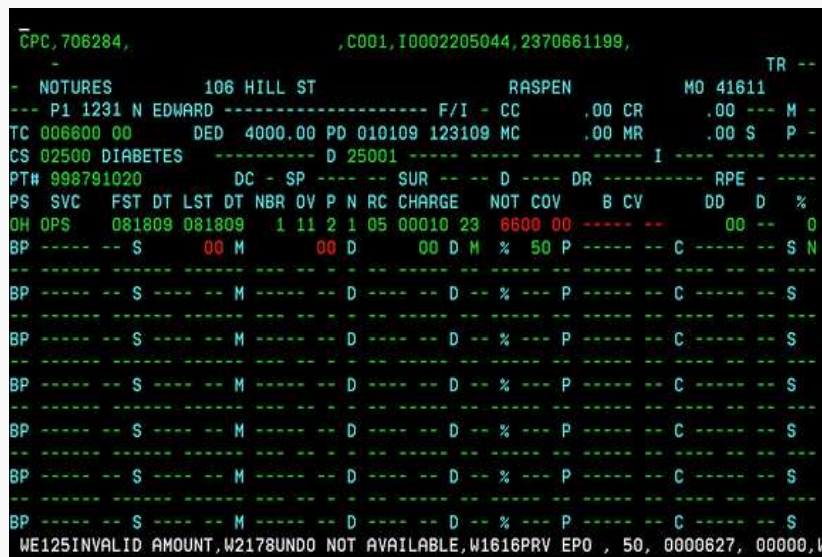 CPC,706284, ,C001,I0002205044,2370661199,
- TR --
- NOTURES 106 HILL ST RASPEN MO 41611
--- P1 1231 N EDWARD --------------------- F/I - CC .00 CR .00 --- M -
TC 006600 00 DED 4000.00 PD 010109 123109 MC .00 MR .00 S P -
CS 02500 DIABETES ----------- D 25001 ----- ------ ------ ----- I ----- ----- ----
PT# 998791020 DC - SP ---- -- SUR -- -- D ---- DR ----------- RPE - ----
PS SVC FST DT LST DT NBR OV P N RC CHARGE NOT COV B CV DD D %
OH OPS 081809 081809 1 11 2 1 05 00010 23 6600 00 ----- -- 00 -- 0
BP ----- -- S 00 M 00 D 00 D M % 50 P ----- -- C ----- -- S N
-- --- ------ ------ --- -- - - -- ----- -- ----- -- ----- -- ----- -- -- ---
BP ----- -- S ---- -- M ----- -- D ---- -- D -- % --- P ----- -- C ----- -- S
-- --- ------ ------ --- -- - - -- ----- -- ----- -- ----- -- ----- -- -- ---
BP ----- -- S ---- -- M ----- -- D ---- -- D -- % --- P ----- -- C ----- -- S
-- --- ------ ------ --- -- - - -- ----- -- ----- -- ----- -- ----- -- -- ---
BP ----- -- S ---- -- M ----- -- D ---- -- D -- % --- P ----- -- C ----- -- S
-- --- ------ ------ --- -- - - -- ----- -- ----- -- ----- -- ----- -- -- ---
BP ----- -- S ---- -- M ----- -- D ---- -- D -- % --- P ----- -- C ----- -- S
-- --- ------ ------ --- -- - - -- ----- -- ----- -- ----- -- ----- -- -- ---
BP ----- -- S ---- -- M ----- -- D ---- -- D -- % --- P ----- -- C ----- -- S
-- --- ------ ------ --- -- - - -- ----- -- ----- -- ----- -- ----- -- -- ---
BP ----- -- S ---- -- M ----- -- D ---- -- D -- % --- P ----- -- C ----- -- S
WE125INVALID AMOUNT,W2178UNDO NOT AVAILABLE,W1616PRV EPO , 50, 0000627, 00000,W